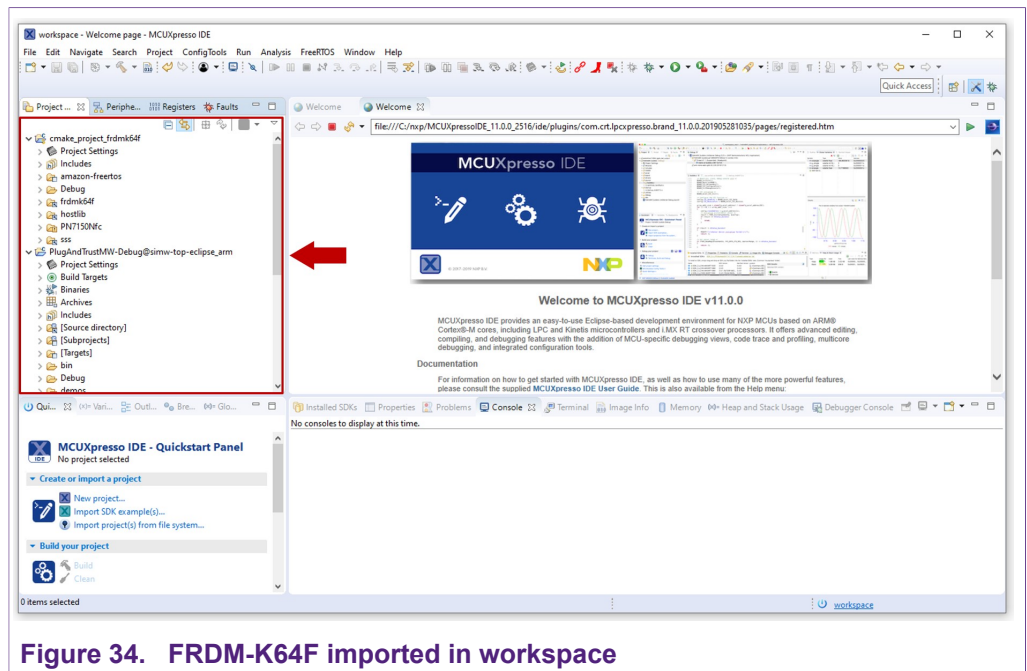 workspace - Welcome page - MCUXpresso IDE
File Edit Navigate Search Project ConfigTools Run Analysis FreeRTOS Window Help
Quick Access
Project ... Periphe... Registers Faults
Welcome Welcome
file:///C:/nxp/MCUXpressoIDE_11.0.0_2516/ide/plugins/com.crt.lpcxpresso.brand_11.0.0.201905281035/pages/registered.htm
cmake_project_frdmk64f
Project Settings
Includes
amazon-freertos
Debug
frdmk64f
hostlib
PN7150Nfc
sss
PlugAndTrustMW-Debug@simw-top-eclipse_arm
Project Settings
Build Targets
Binaries
Archives
Includes
[Source directory]
[Subprojects]
[Targets]
bin
Debug
demos
MCUXpresso IDE
NXP
Welcome to MCUXpresso IDE v11.0.0
MCUXpresso IDE provides an easy-to-use Eclipse-based development environment for NXP MCUs based on ARM®
Cortex®-M cores, including LPC and Kinetis microcontrollers and i.MX RT crossover processors. It offers advanced editing,
compiling, and debugging features with the addition of MCU-specific debugging views, code trace and profiling, multicore
debugging, and integrated configuration tools.
Documentation
For information on how to get started with MCUXpresso IDE, as well as how to use many of the more powerful features,
please consult the supplied MCUXpresso IDE User Guide. This is also available from the Help menu:
Qui... (x)= Vari... Outl... Bre... Glo...
Installed SDKs Properties Problems Console Terminal Image Info Memory Heap and Stack Usage Debugger Console
No consoles to display at this time.
IDE
MCUXpresso IDE - Quickstart Panel
No project selected
Create or import a project
New project...
Import SDK example(s)...
Import project(s) from file system...
Build your project
Build
Clean
0 items selected
workspace
Figure 34. FRDM-K64F imported in workspace